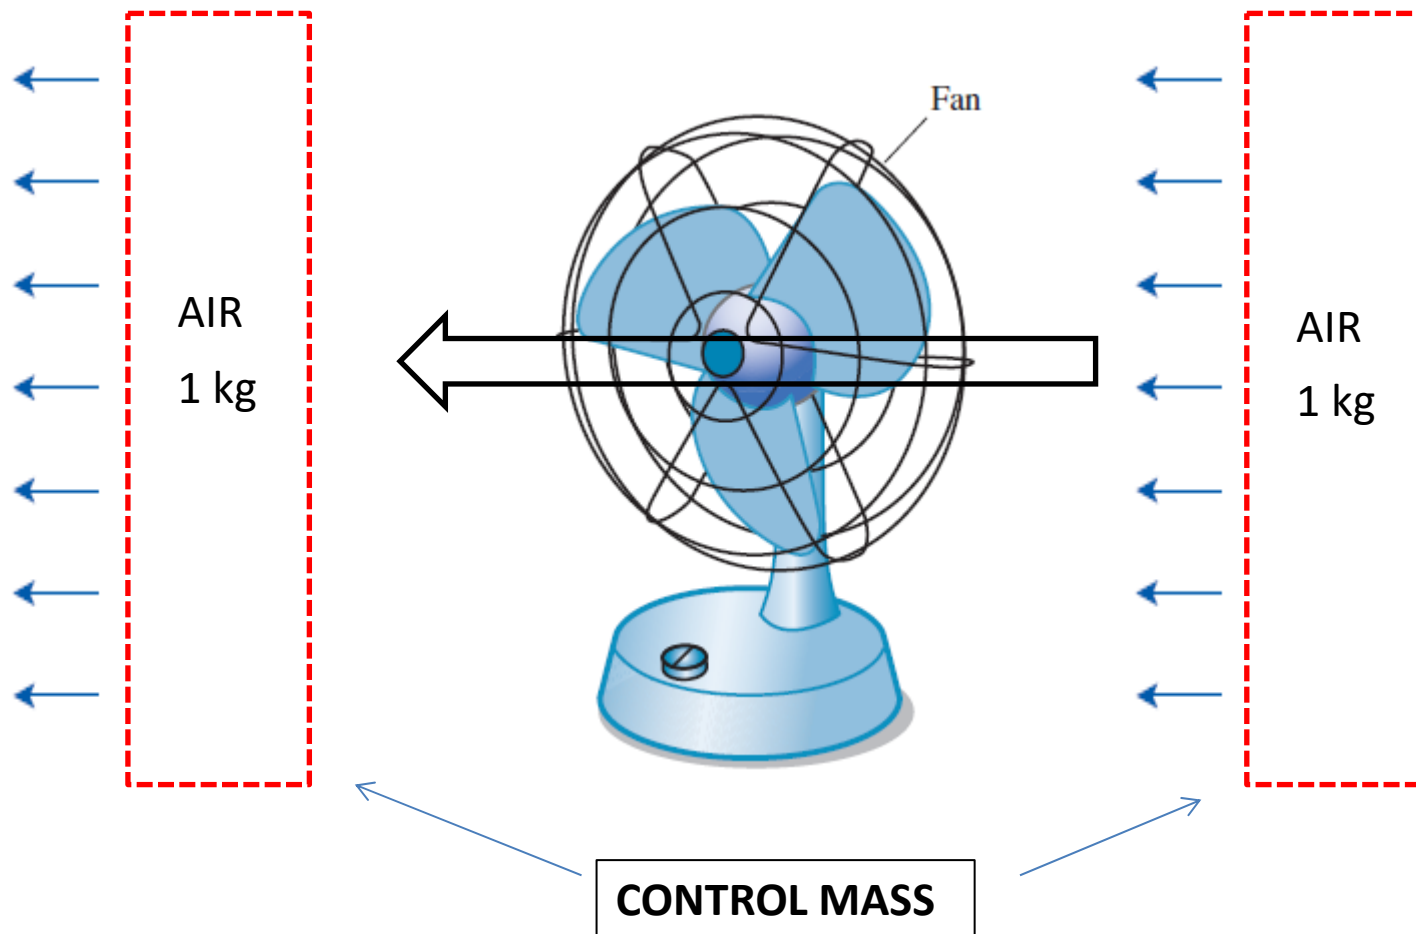 Fan
AIR
1 kg
AIR
1 kg
CONTROL MASS